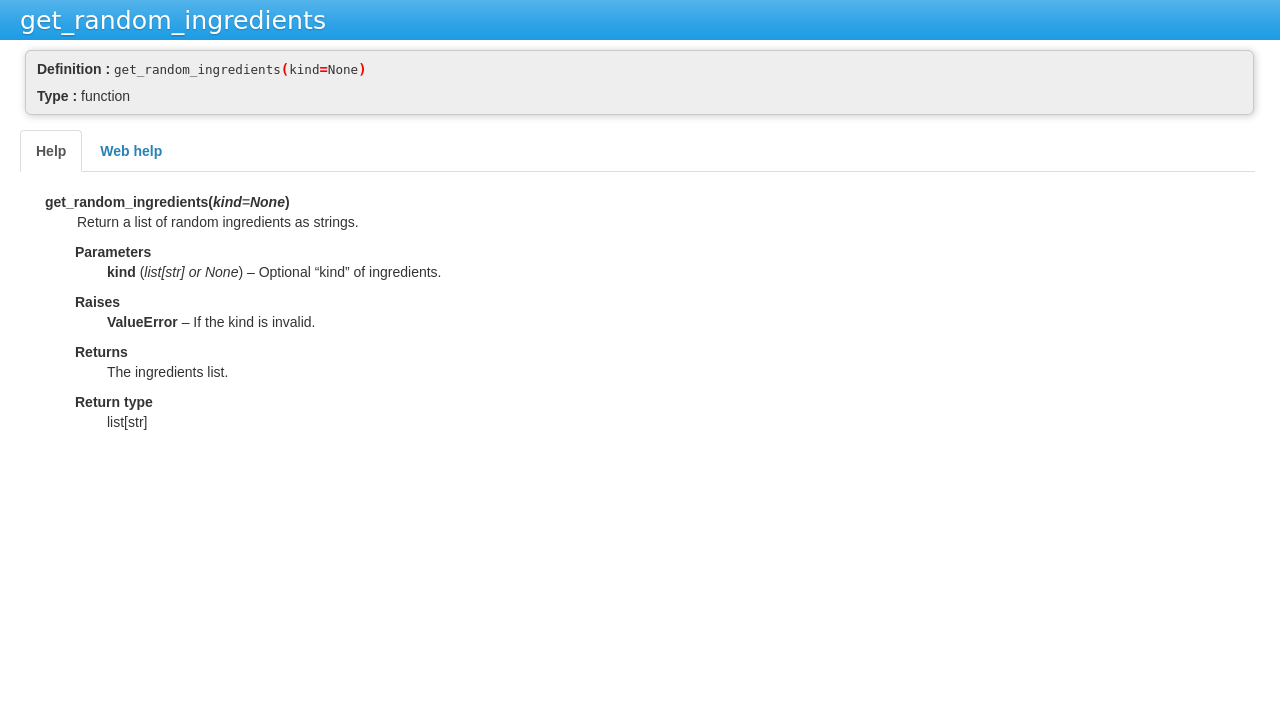 get_random_ingredients
Definition : get_random_ingredients(kind=None)
Type : function
Help
Web help
get_random_ingredients(kind=None)
Return a list of random ingredients as strings.
Parameters
kind (list[str] or None) – Optional “kind” of ingredients.
Raises
ValueError – If the kind is invalid.
Returns
The ingredients list.
Return type
list[str]